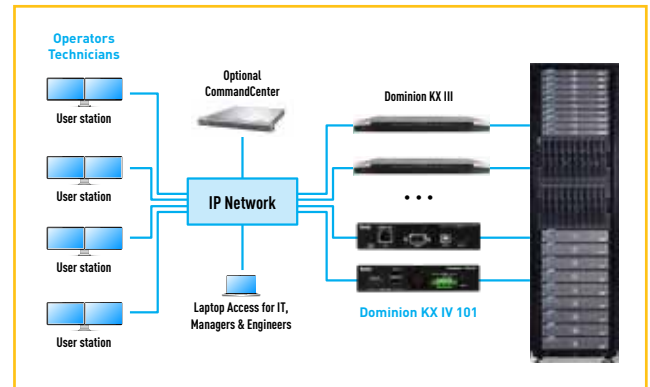 Operators
Technicians
User station
User station
User station
User station
Optional
CommandCenter
IP Network
Laptop Access for IT,
Managers & Engineers
Dominion KX III
• • •
Dominion KX IV 101